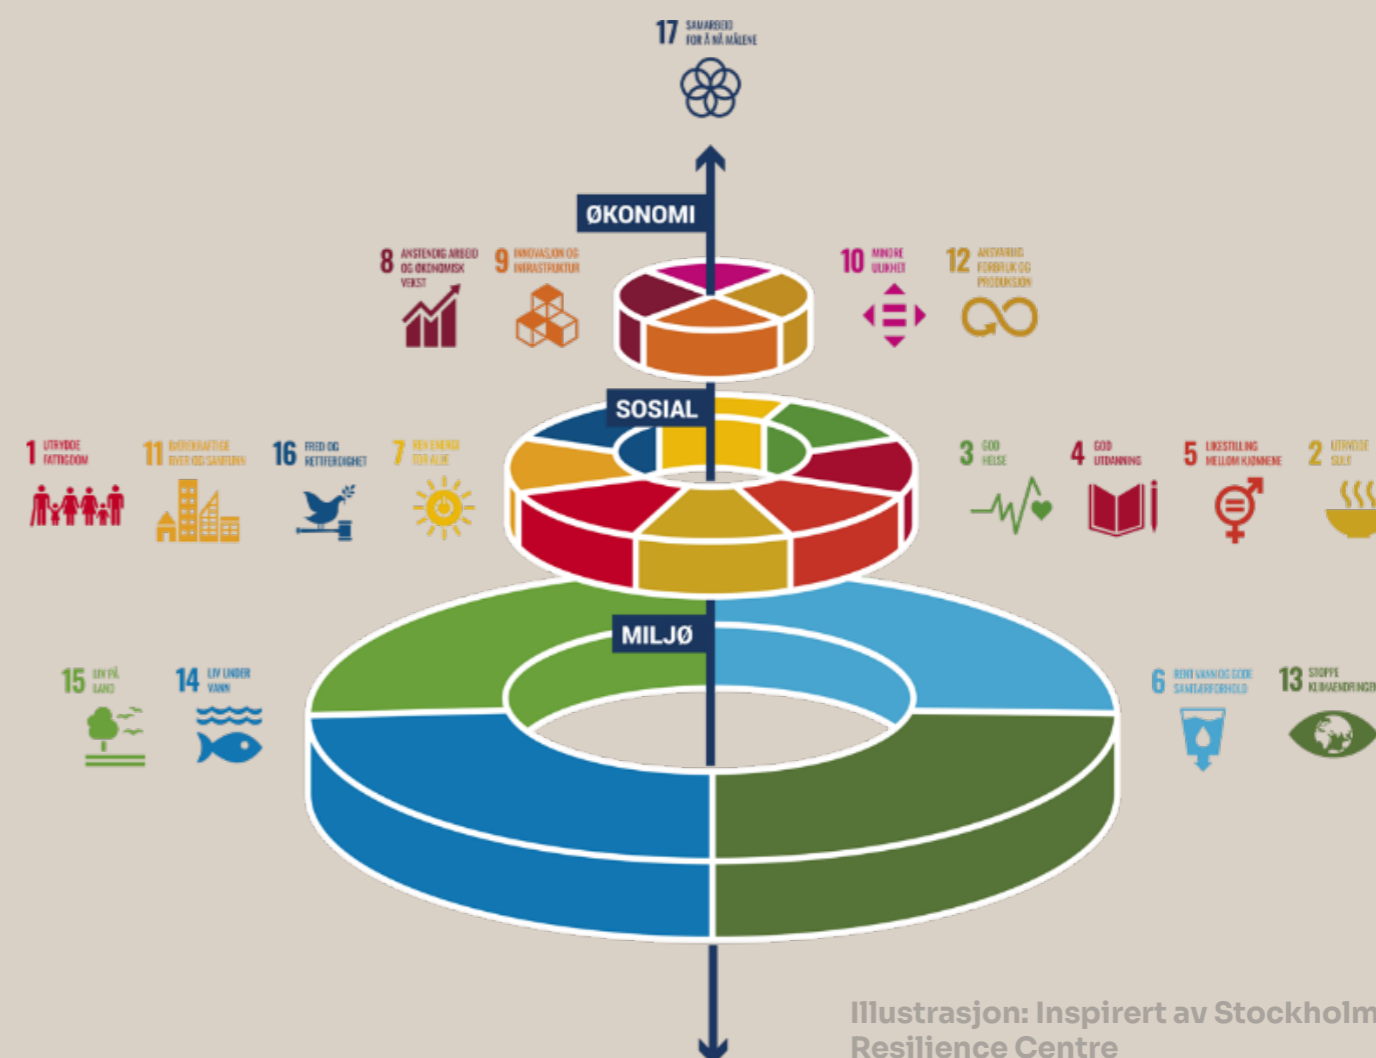 17 SAMARBEID
FOR Å NÅ MÅLENE
ØKONOMI
8 ANSTENDIG ARBEID
OG ØKONOMISK
VEKST
9 INNOVASJON OG
INFRASTRUKTUR
10 MINDRE
ULIKHET
12 ANSVARLIG
FORBRUK OG
PRODUKSJON
SOSIAL
1 UTRYDDE
FATTIGDOM
11 BÆREKRAFTIGE
BYER OG SAMFUNN
16 FRED OG
RETTFERDIGHET
7 REN ENERGI
FOR ALLE
3 GOD
HELSE
4 GOD
UTDANNING
5 LIKESTILLING
MELLOM KJØNNENE
2 UTRYDDE
SULT
MILJØ
15 LIV PÅ
LAND
14 LIV UNDER
VANN
6 RENT VANN OG GODE
SANITÆRFORHOLD
13 STOPPE
KLIMAENDRINGEN
Illustrasjon: Inspirert av Stockholm
Resilience Centre